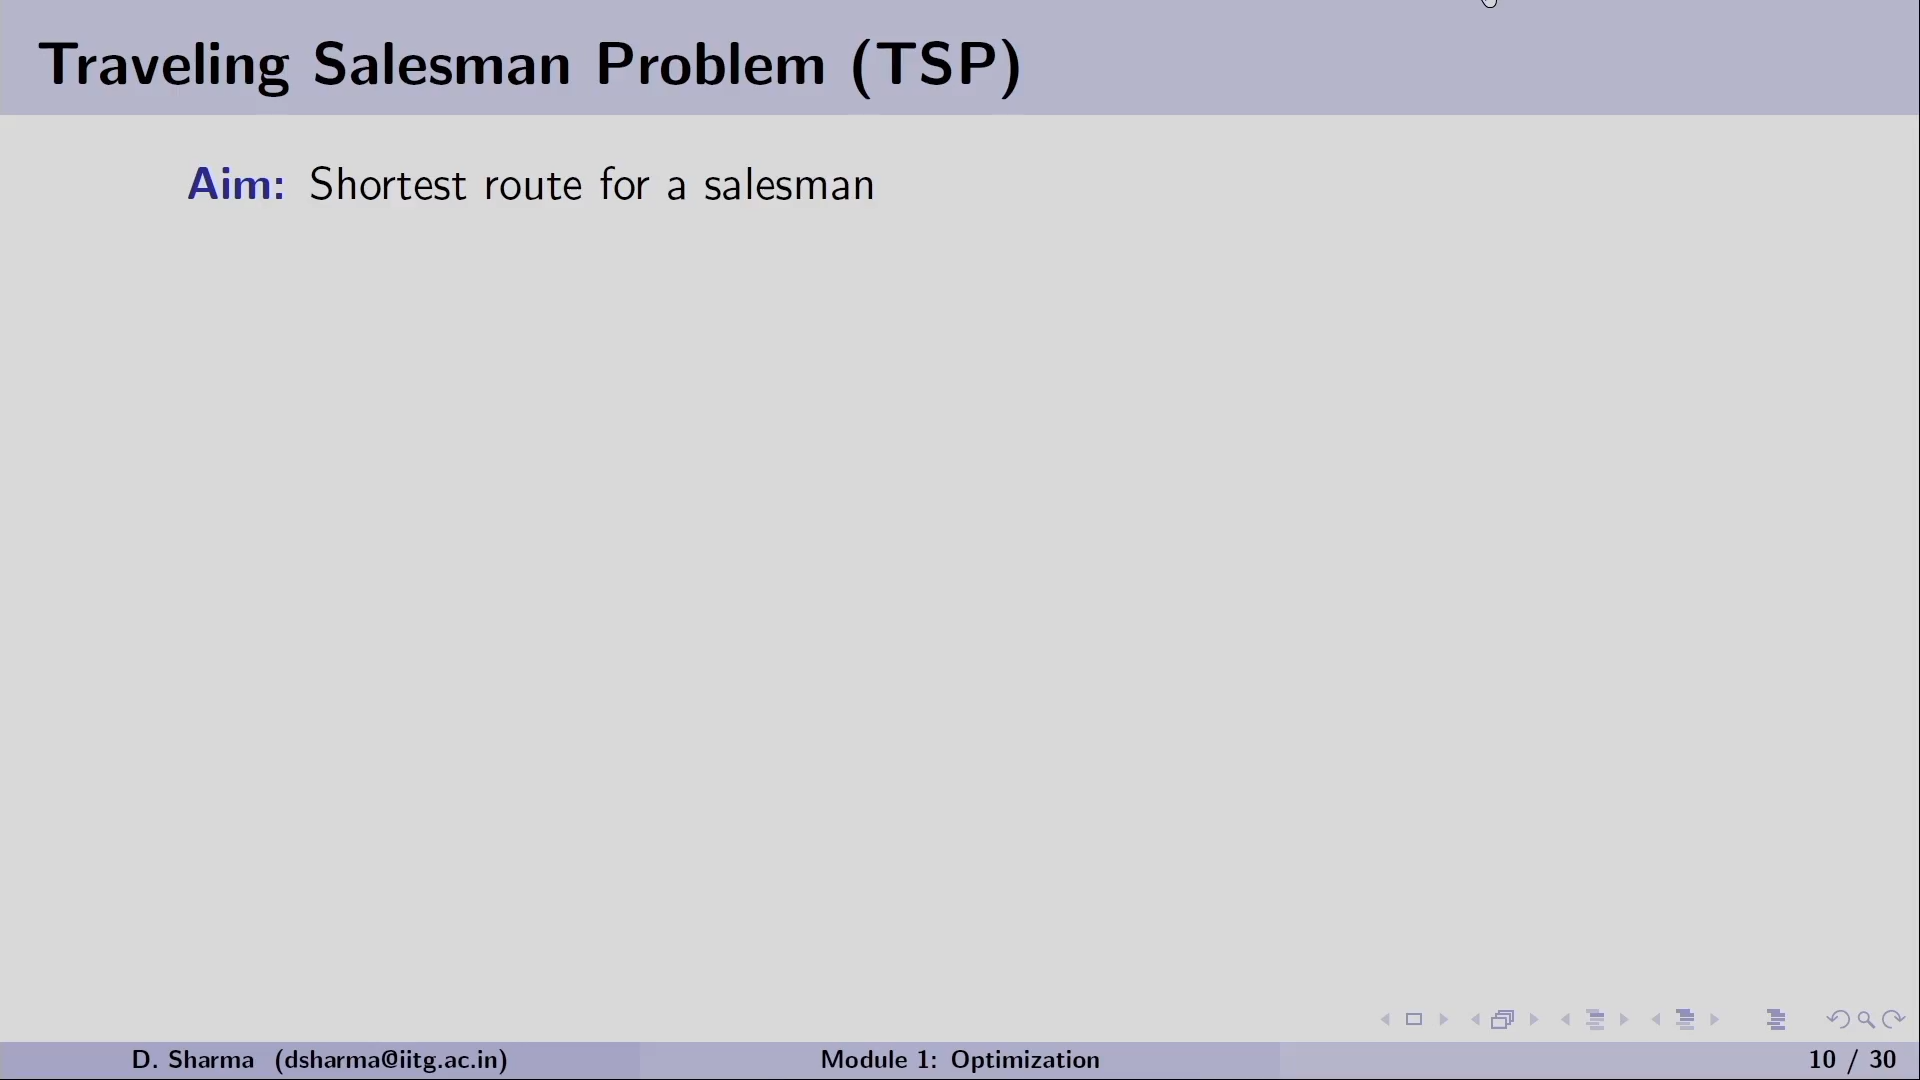 Traveling Salesman Problem (TSP)
Aim: Shortest route for a salesman
D. Sharma (dsharma@iitg.ac.in) Module 1: Optimization 10 / 30